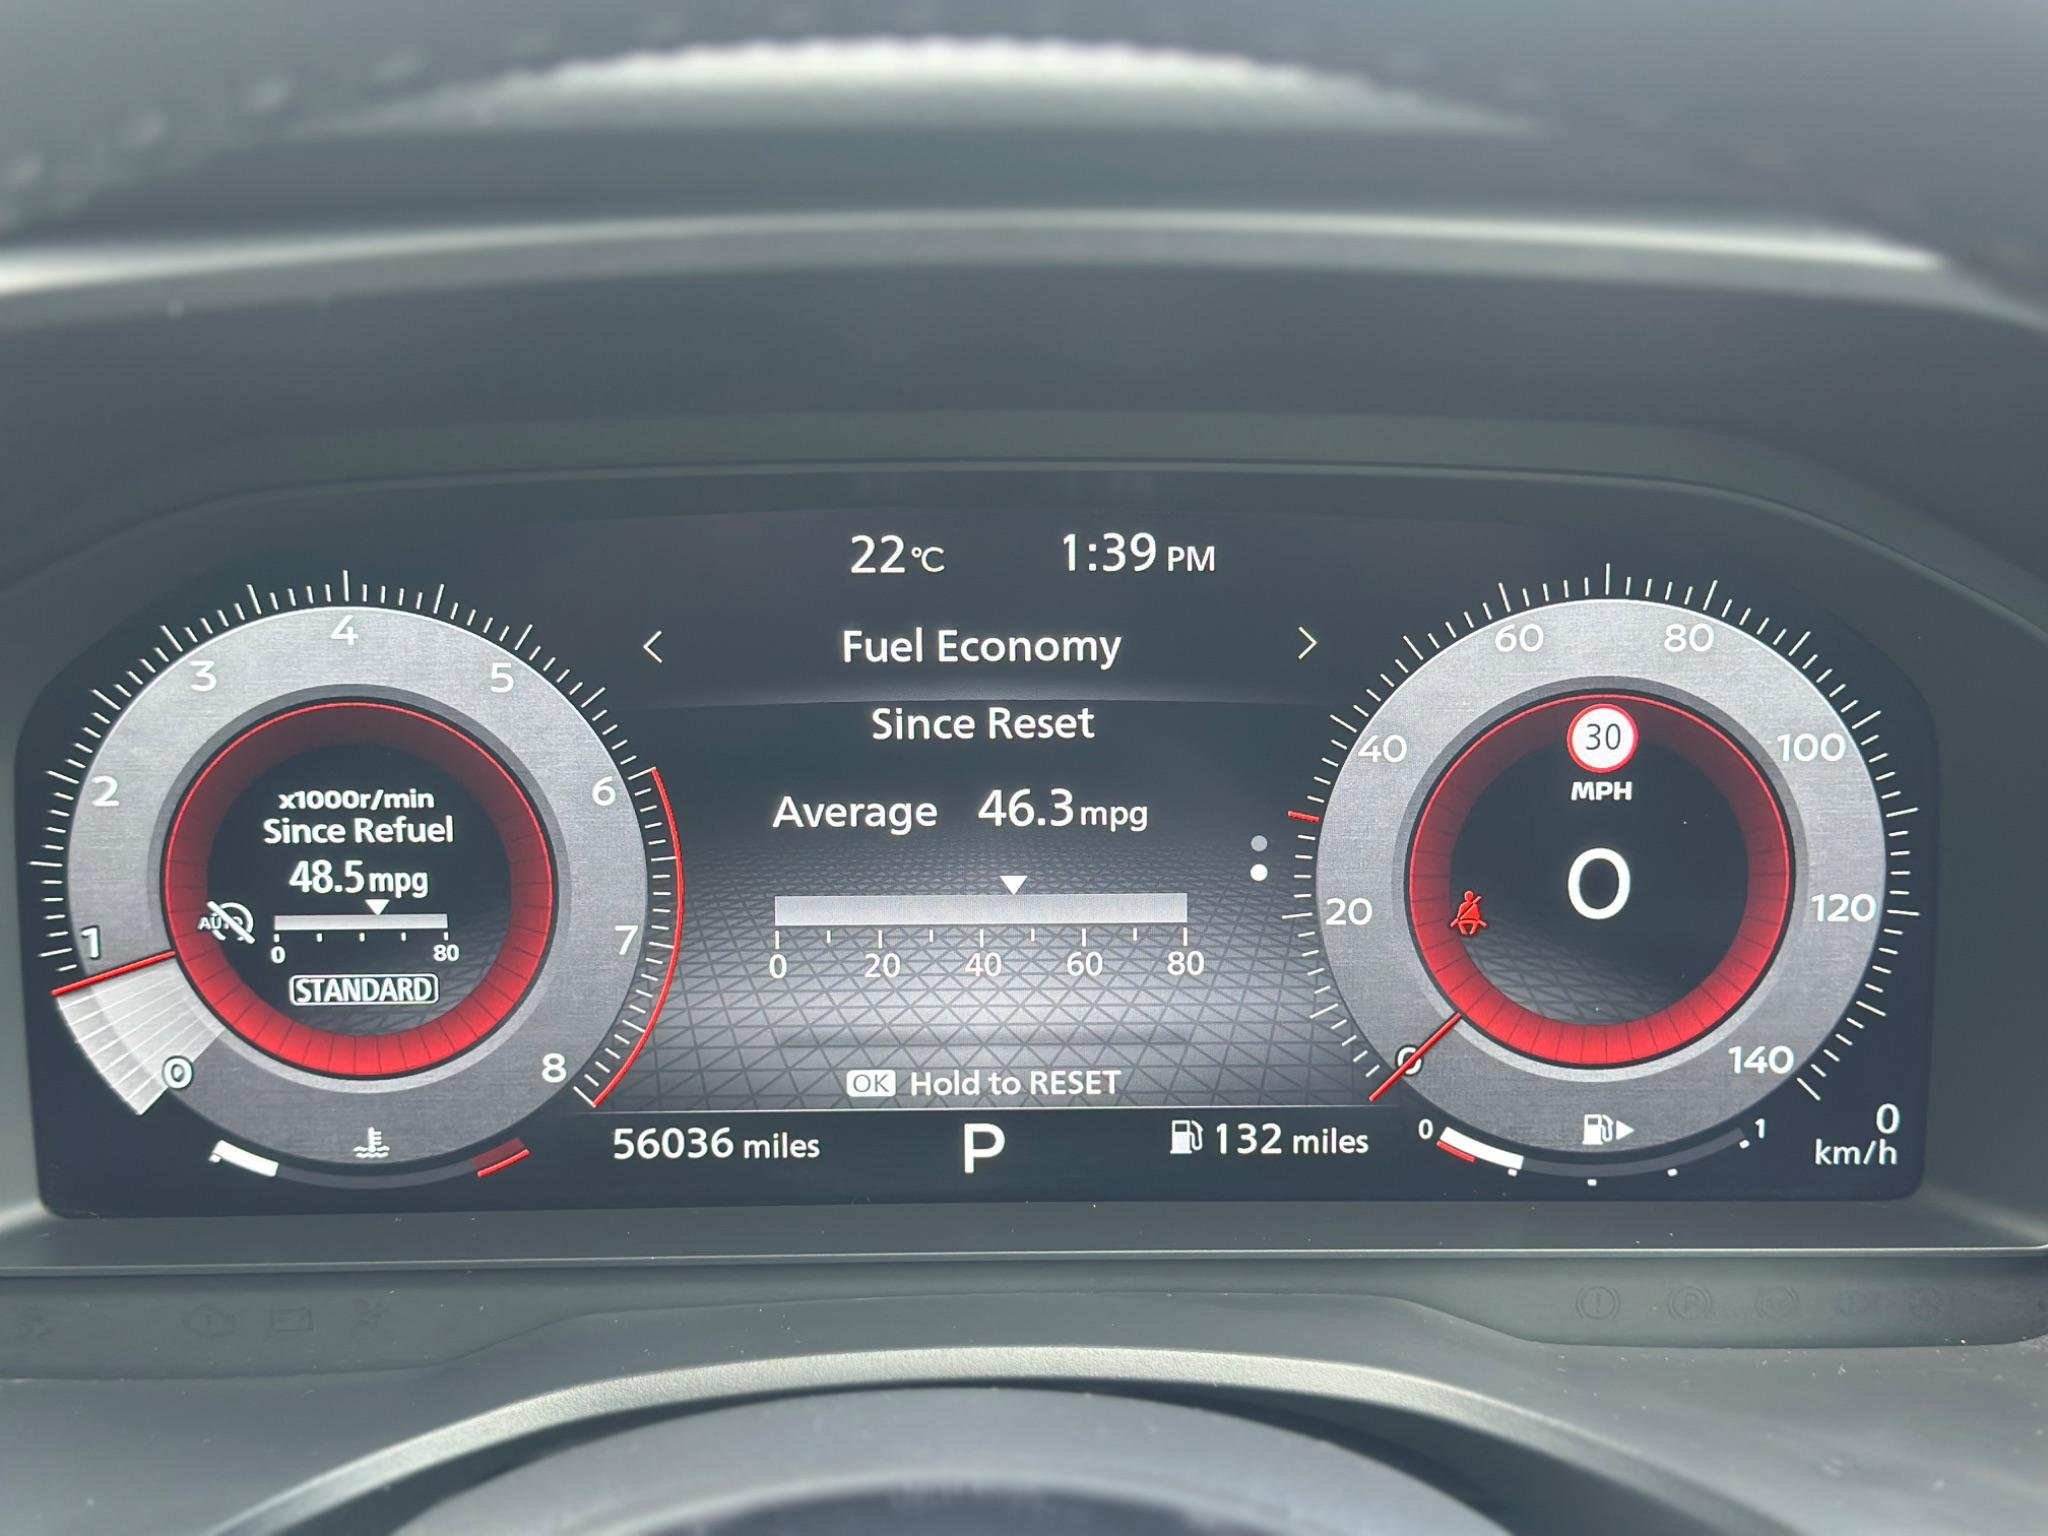 22°C 1:39 PM
< Fuel Economy >
Since Reset
Average 46.3 mpg
0 20 40 60 80
OK Hold to RESET
56036 miles P 132 miles
0 1 2 3 4 5 6 7 8
x1000r/min
Since Refuel
48.5 mpg
AUTO
0 80
STANDARD
0 20 40 60 80 100 120 140
30
MPH
0
0 1
0
km/h